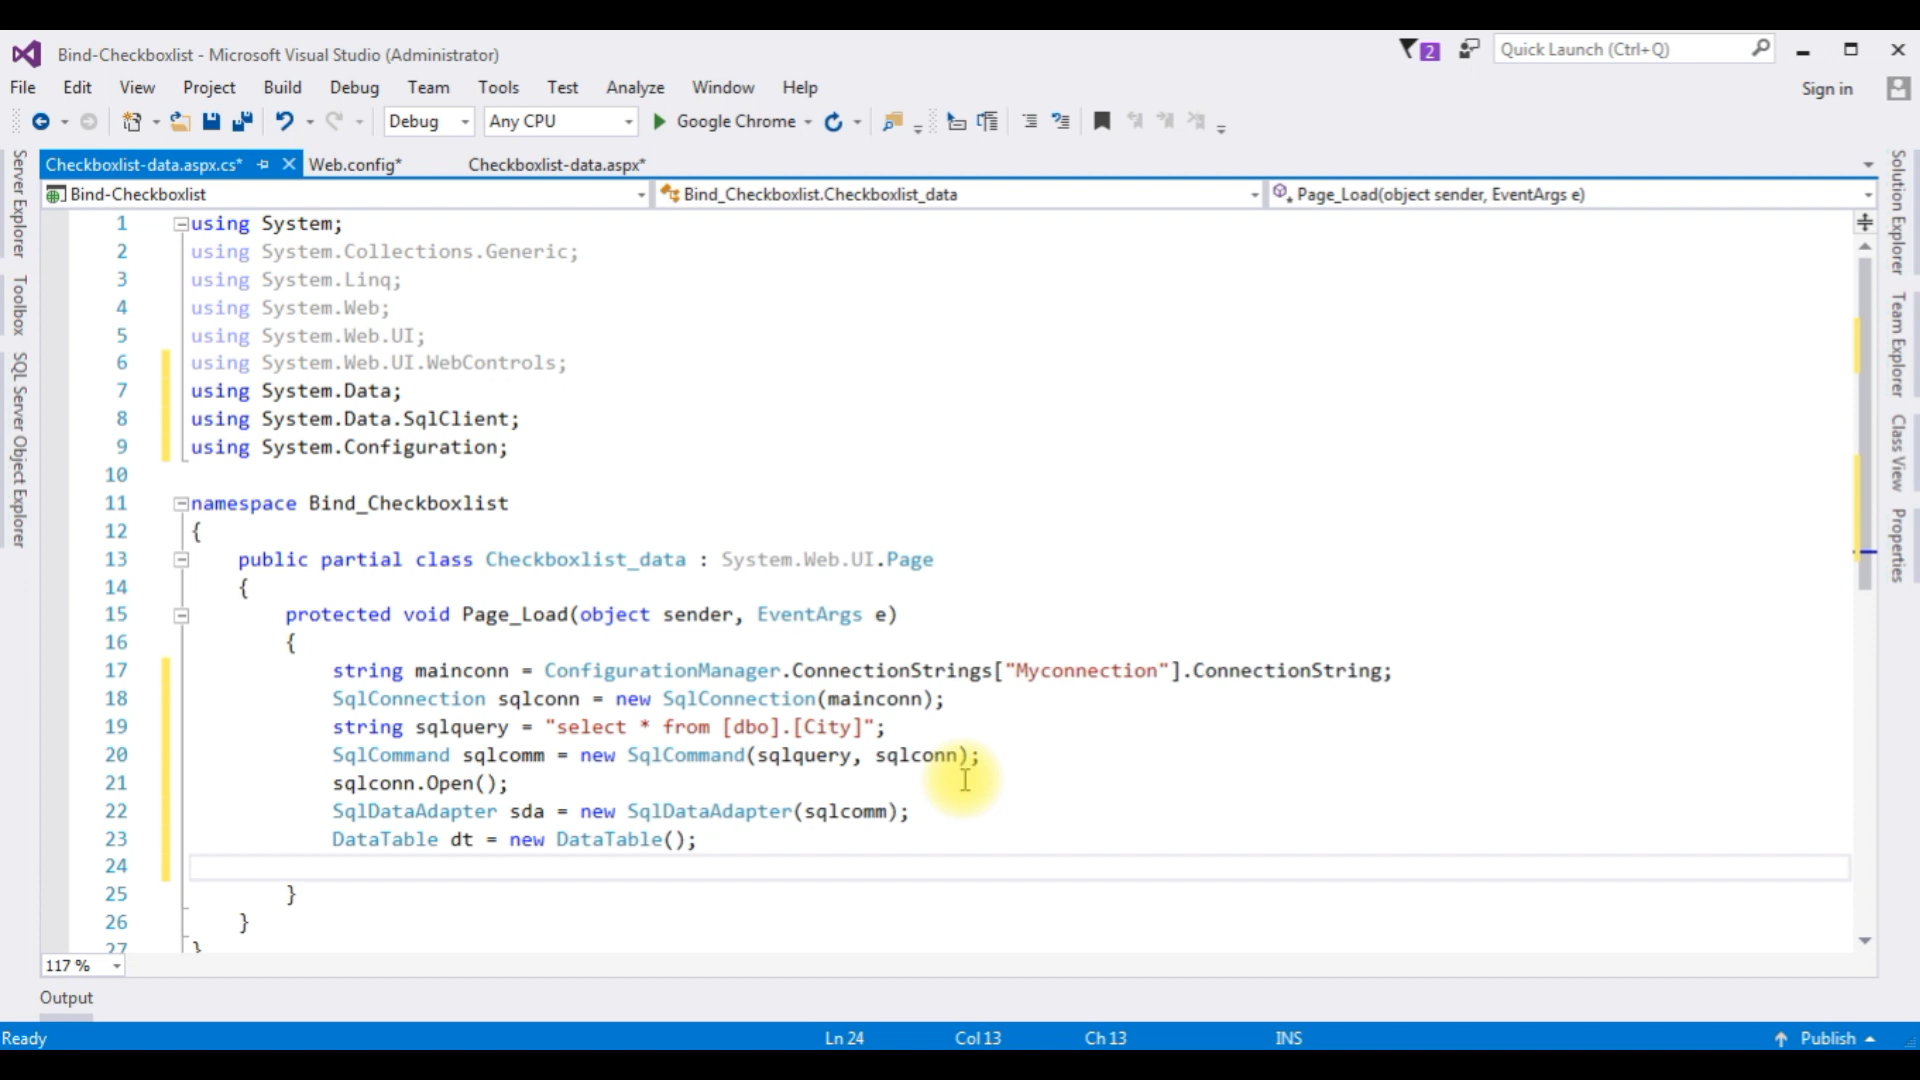 Bind-Checkboxlist - Microsoft Visual Studio (Administrator)
2
Quick Launch (Ctrl+Q)
File Edit View Project Build Debug Team Tools Test Analyze Window Help
Sign in
Debug Any CPU Google Chrome
Checkboxlist-data.aspx.cs* Web.config* Checkboxlist-data.aspx*
Bind-Checkboxlist Bind_Checkboxlist.Checkboxlist_data Page_Load(object sender, EventArgs e)
Server Explorer
Toolbox
SQL Server Object Explorer
1 using System;
2 using System.Collections.Generic;
3 using System.Linq;
4 using System.Web;
5 using System.Web.UI;
6 using System.Web.UI.WebControls;
7 using System.Data;
8 using System.Data.SqlClient;
9 using System.Configuration;
10
11 namespace Bind_Checkboxlist
12 {
13 public partial class Checkboxlist_data : System.Web.UI.Page
14 {
15 protected void Page_Load(object sender, EventArgs e)
16 {
17 string mainconn = ConfigurationManager.ConnectionStrings["Myconnection"].ConnectionString;
18 SqlConnection sqlconn = new SqlConnection(mainconn);
19 string sqlquery = "select * from [dbo].[City]";
20 SqlCommand sqlcomm = new SqlCommand(sqlquery, sqlconn);
21 sqlconn.Open();
22 SqlDataAdapter sda = new SqlDataAdapter(sqlcomm);
23 DataTable dt = new DataTable();
24
25 }
26 }
27 }
Solution Explorer
Team Explorer
Class View
Properties
117 %
Output
Ready Ln 24 Col 13 Ch 13 INS Publish